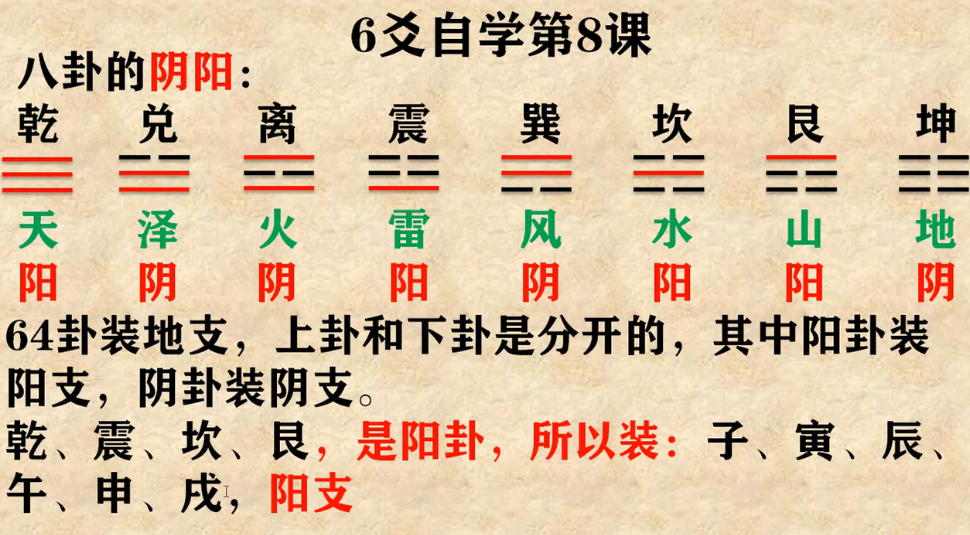 6爻自学第8课
八卦的阴阳：
乾 兑 离 震 巽 坎 艮 坤
天 泽 火 雷 风 水 山 地
阳 阴 阴 阳 阴 阳 阳 阴
64卦装地支，上卦和下卦是分开的，其中阳卦装
阳支，阴卦装阴支。
乾、震、坎、艮，是阳卦，所以装：子、寅、辰、
午、申、戌，阳支